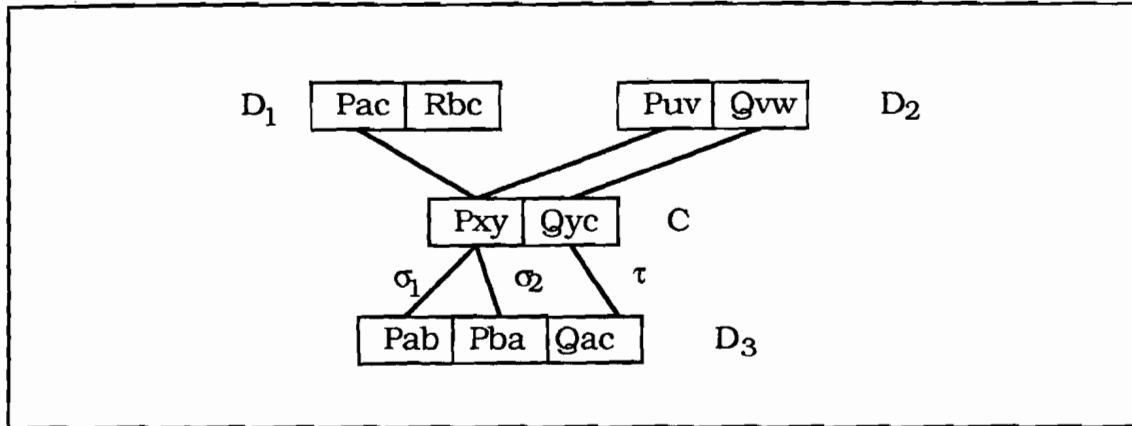 D₁ Pac Rbc Puv Qvw D₂
Pxy Qyc C
σ₁ σ₂ τ
Pab Pba Qac D₃